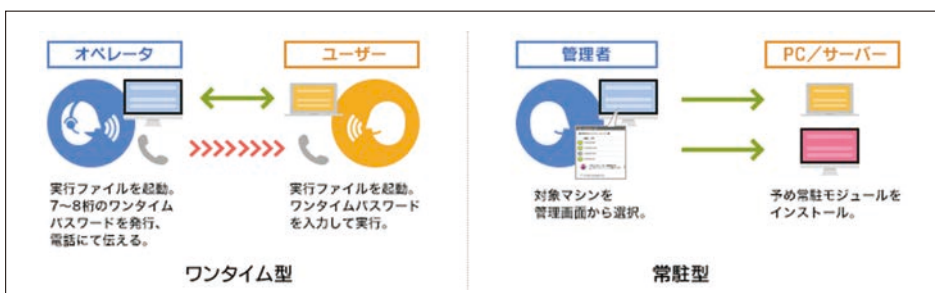 オペレータ
ユーザー
実行ファイルを起動。
7〜8桁のワンタイム
パスワードを発行、
電話にて伝える。
実行ファイルを起動。
ワンタイムパスワード
を入力して実行。
ワンタイム型
管理者
PC／サーバー
対象マシンを
管理画面から選択。
予め常駐モジュールを
インストール。
常駐型